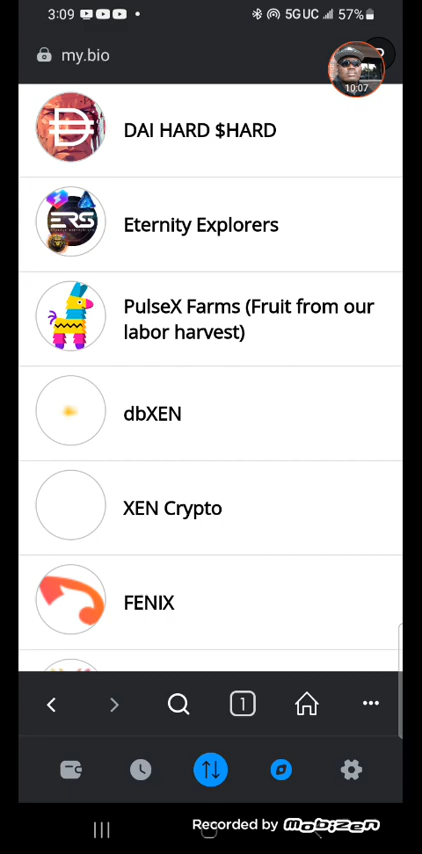 3:09
5G UC
57%
my.bio
10:07
DAI HARD $HARD
ERS
Eternity Explorers
PulseX Farms (Fruit from our
labor harvest)
dbXEN
XEN Crypto
FENIX
1
Recorded by MOBIZEN